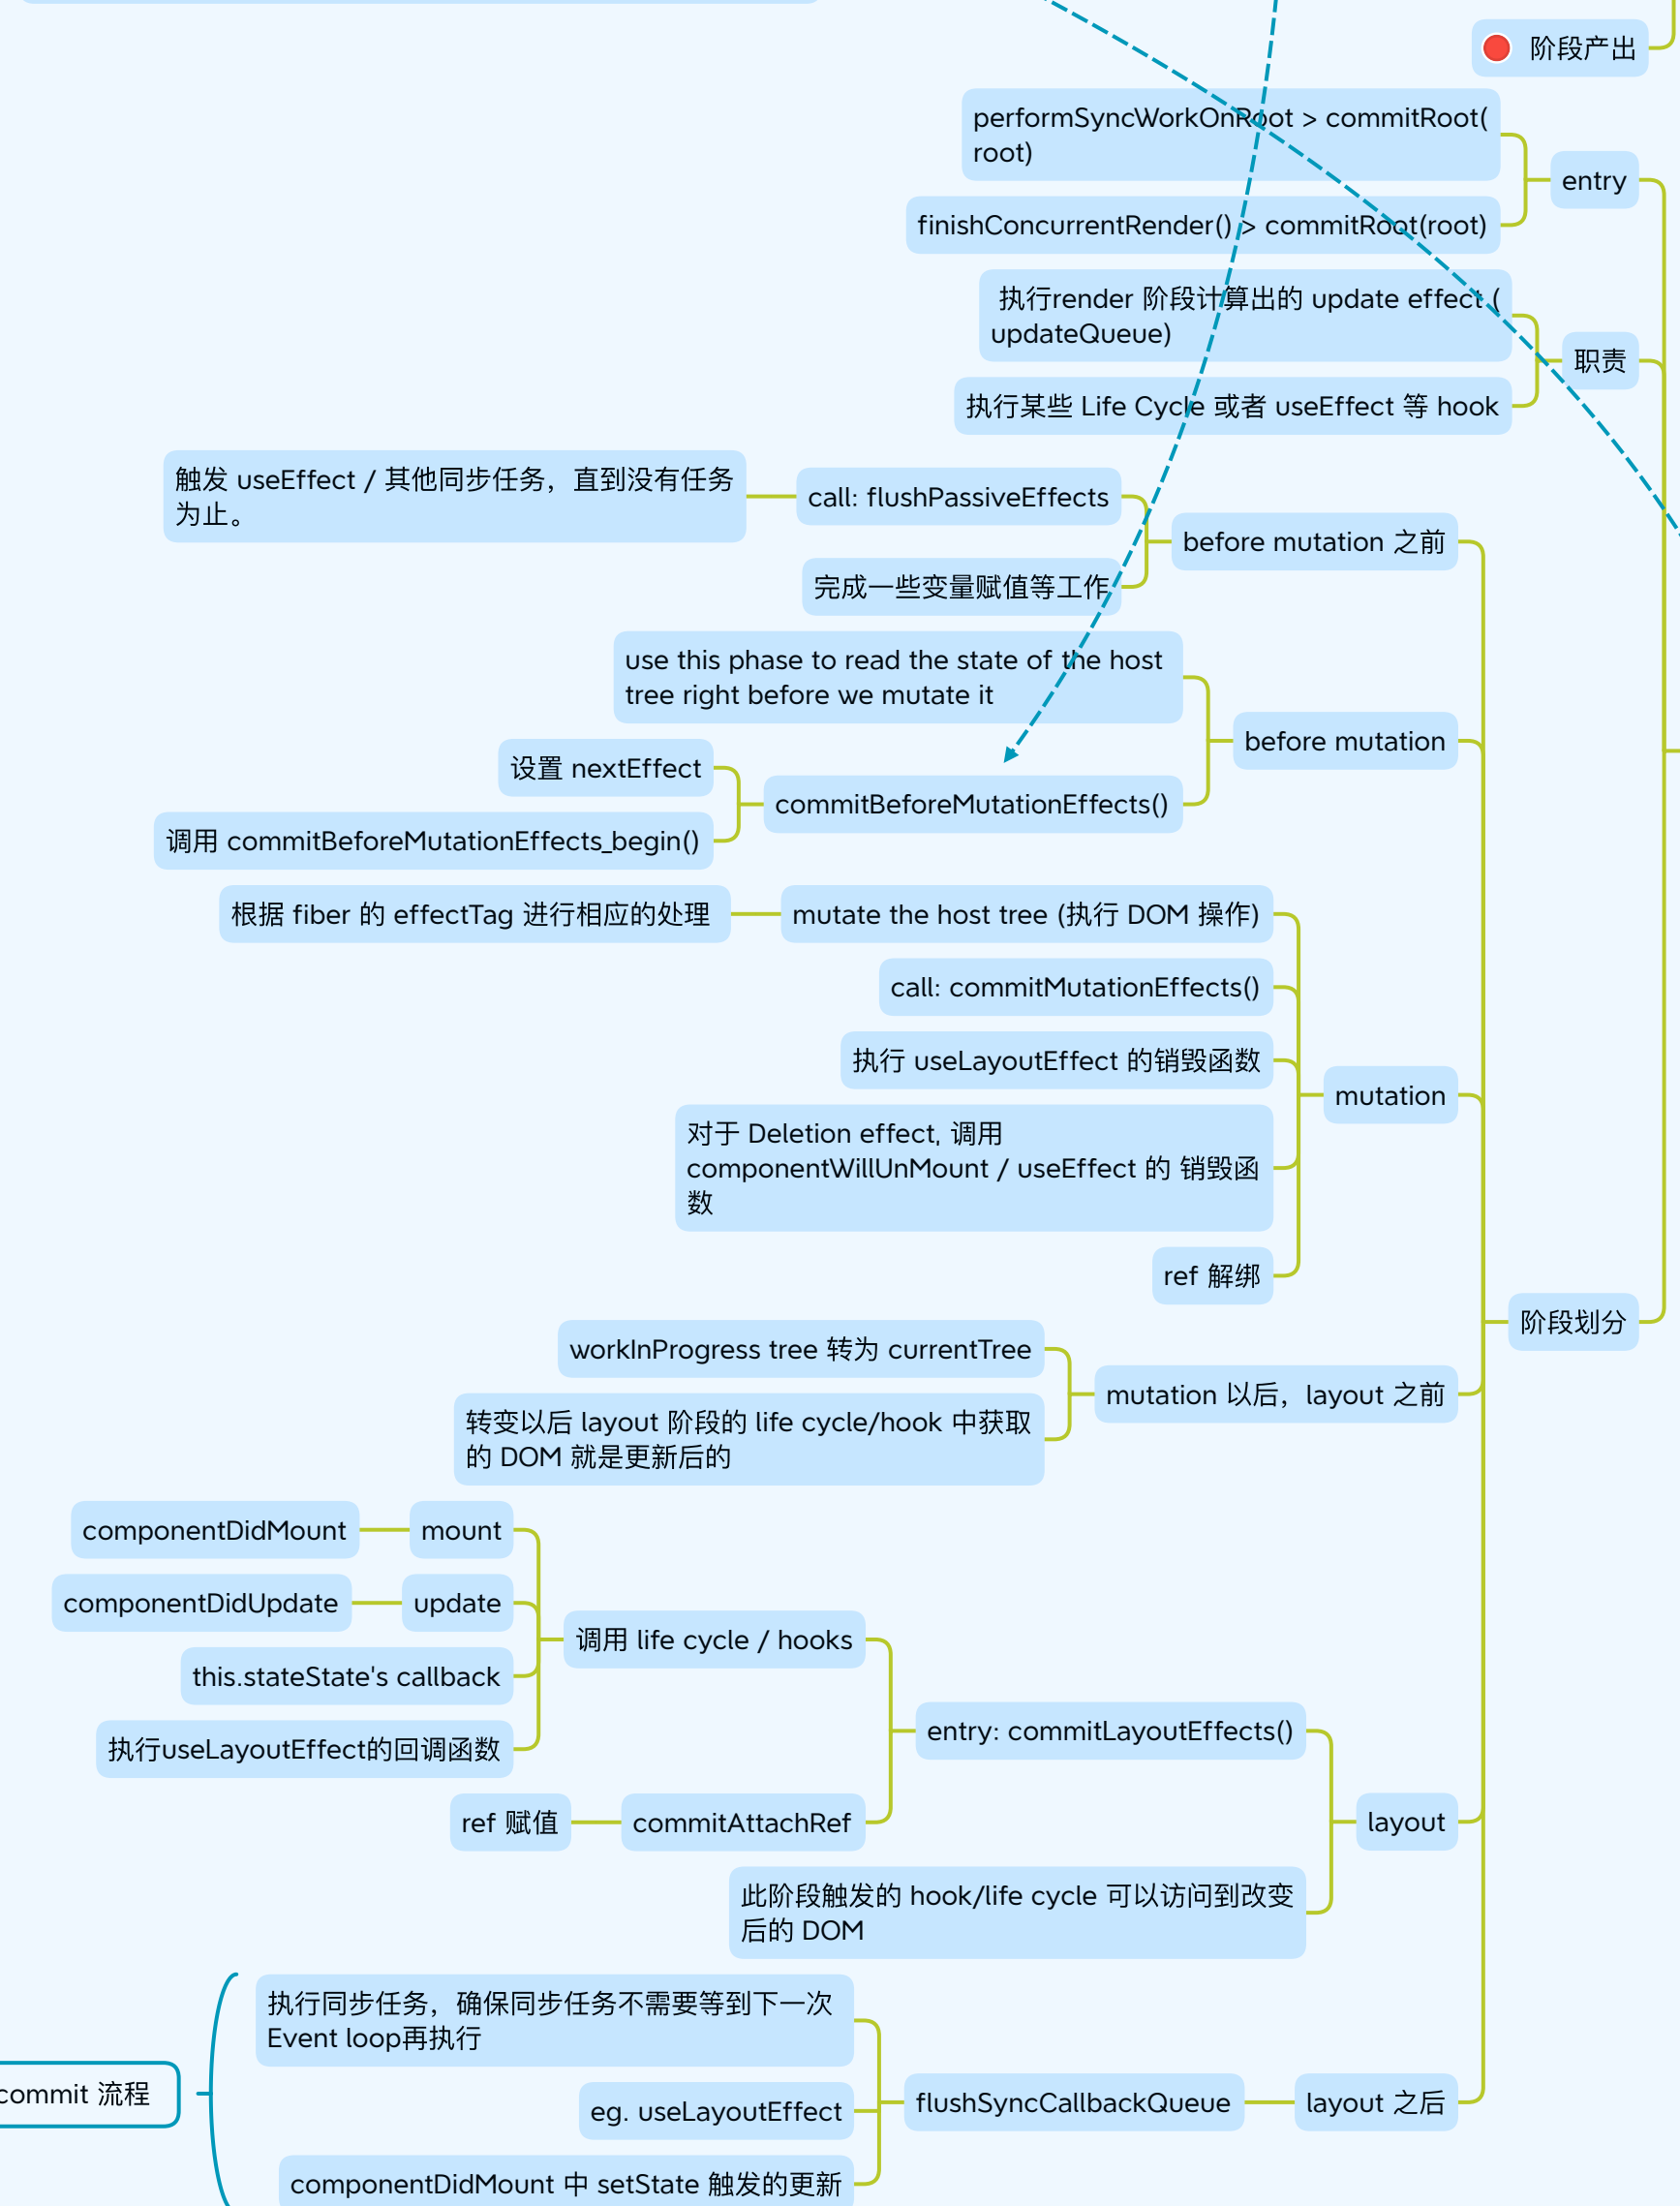 阶段产出
performSyncWorkOnRoot > commitRoot(
root)
entry
finishConcurrentRender() > commitRoot(root)
执行render 阶段计算出的 update effect (
updateQueue)
职责
执行某些 Life Cycle 或者 useEffect 等 hook
触发 useEffect / 其他同步任务，直到没有任务
为止。
call: flushPassiveEffects
before mutation 之前
完成一些变量赋值等工作
use this phase to read the state of the host
tree right before we mutate it
before mutation
设置 nextEffect
commitBeforeMutationEffects()
调用 commitBeforeMutationEffects_begin()
根据 fiber 的 effectTag 进行相应的处理
mutate the host tree (执行 DOM 操作)
call: commitMutationEffects()
执行 useLayoutEffect 的销毁函数
mutation
对于 Deletion effect, 调用
componentWillUnMount / useEffect 的 销毁函
数
ref 解绑
阶段划分
workInProgress tree 转为 currentTree
mutation 以后，layout 之前
转变以后 layout 阶段的 life cycle/hook 中获取
的 DOM 就是更新后的
componentDidMount
mount
componentDidUpdate
update
调用 life cycle / hooks
this.stateState's callback
执行useLayoutEffect的回调函数
entry: commitLayoutEffects()
ref 赋值
commitAttachRef
layout
此阶段触发的 hook/life cycle 可以访问到改变
后的 DOM
执行同步任务，确保同步任务不需要等到下一次
Event loop再执行
commit 流程
eg. useLayoutEffect
flushSyncCallbackQueue
layout 之后
componentDidMount 中 setState 触发的更新